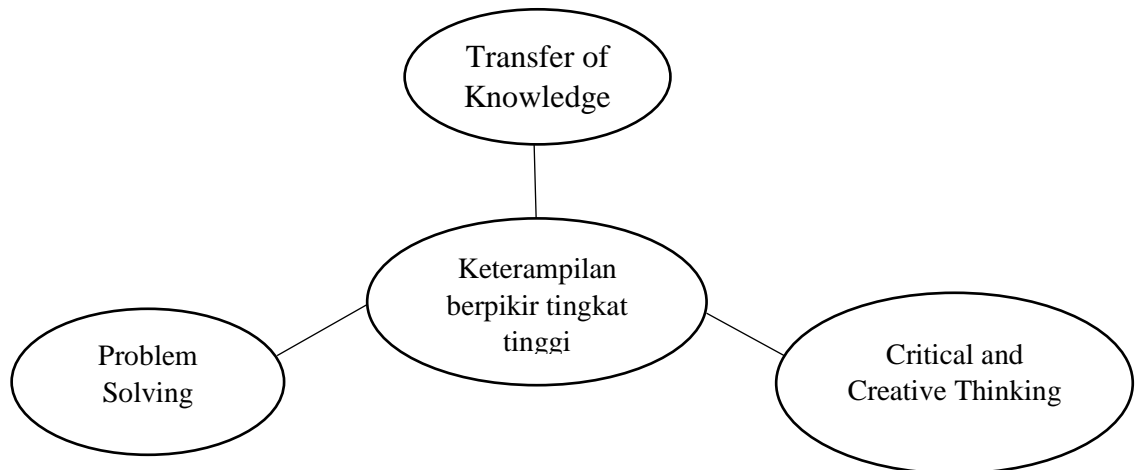 Transfer of
Knowledge
Keterampilan
berpikir tingkat
tinggi
Problem
Solving
Critical and
Creative Thinking